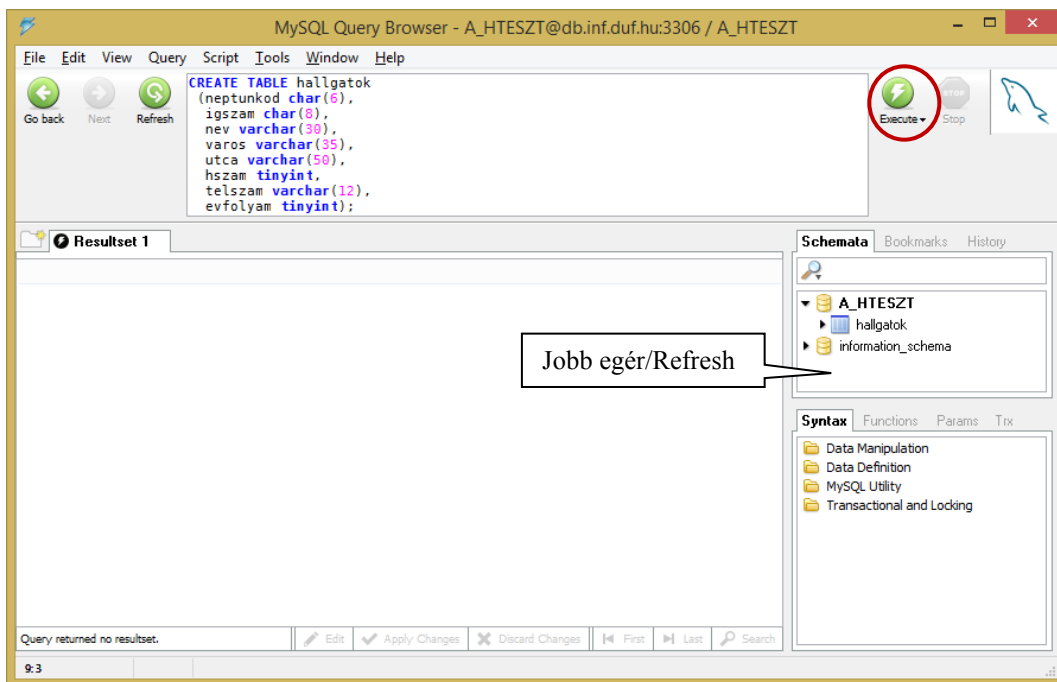 MySQL Query Browser - A_HTESZT@db.inf.duf.hu:3306 / A_HTESZT
File Edit View Query Script Tools Window Help
Go back Next Refresh
CREATE TABLE hallgatok
(neptunkod char(6),
igszam char(8),
nev varchar(30),
varos varchar(35),
utca varchar(50),
hszam tinyint,
telszam varchar(12),
evfolyam tinyint);
Execute
STOP
Stop
Resultset 1
Schemata Bookmarks History
A_HTESZT
hallgatok
information_schema
Jobb egér/Refresh
Syntax Functions Params Trx
Data Manipulation
Data Definition
MySQL Utility
Transactional and Locking
Query returned no resultset.
Edit Apply Changes Discard Changes First Last Search
9:3